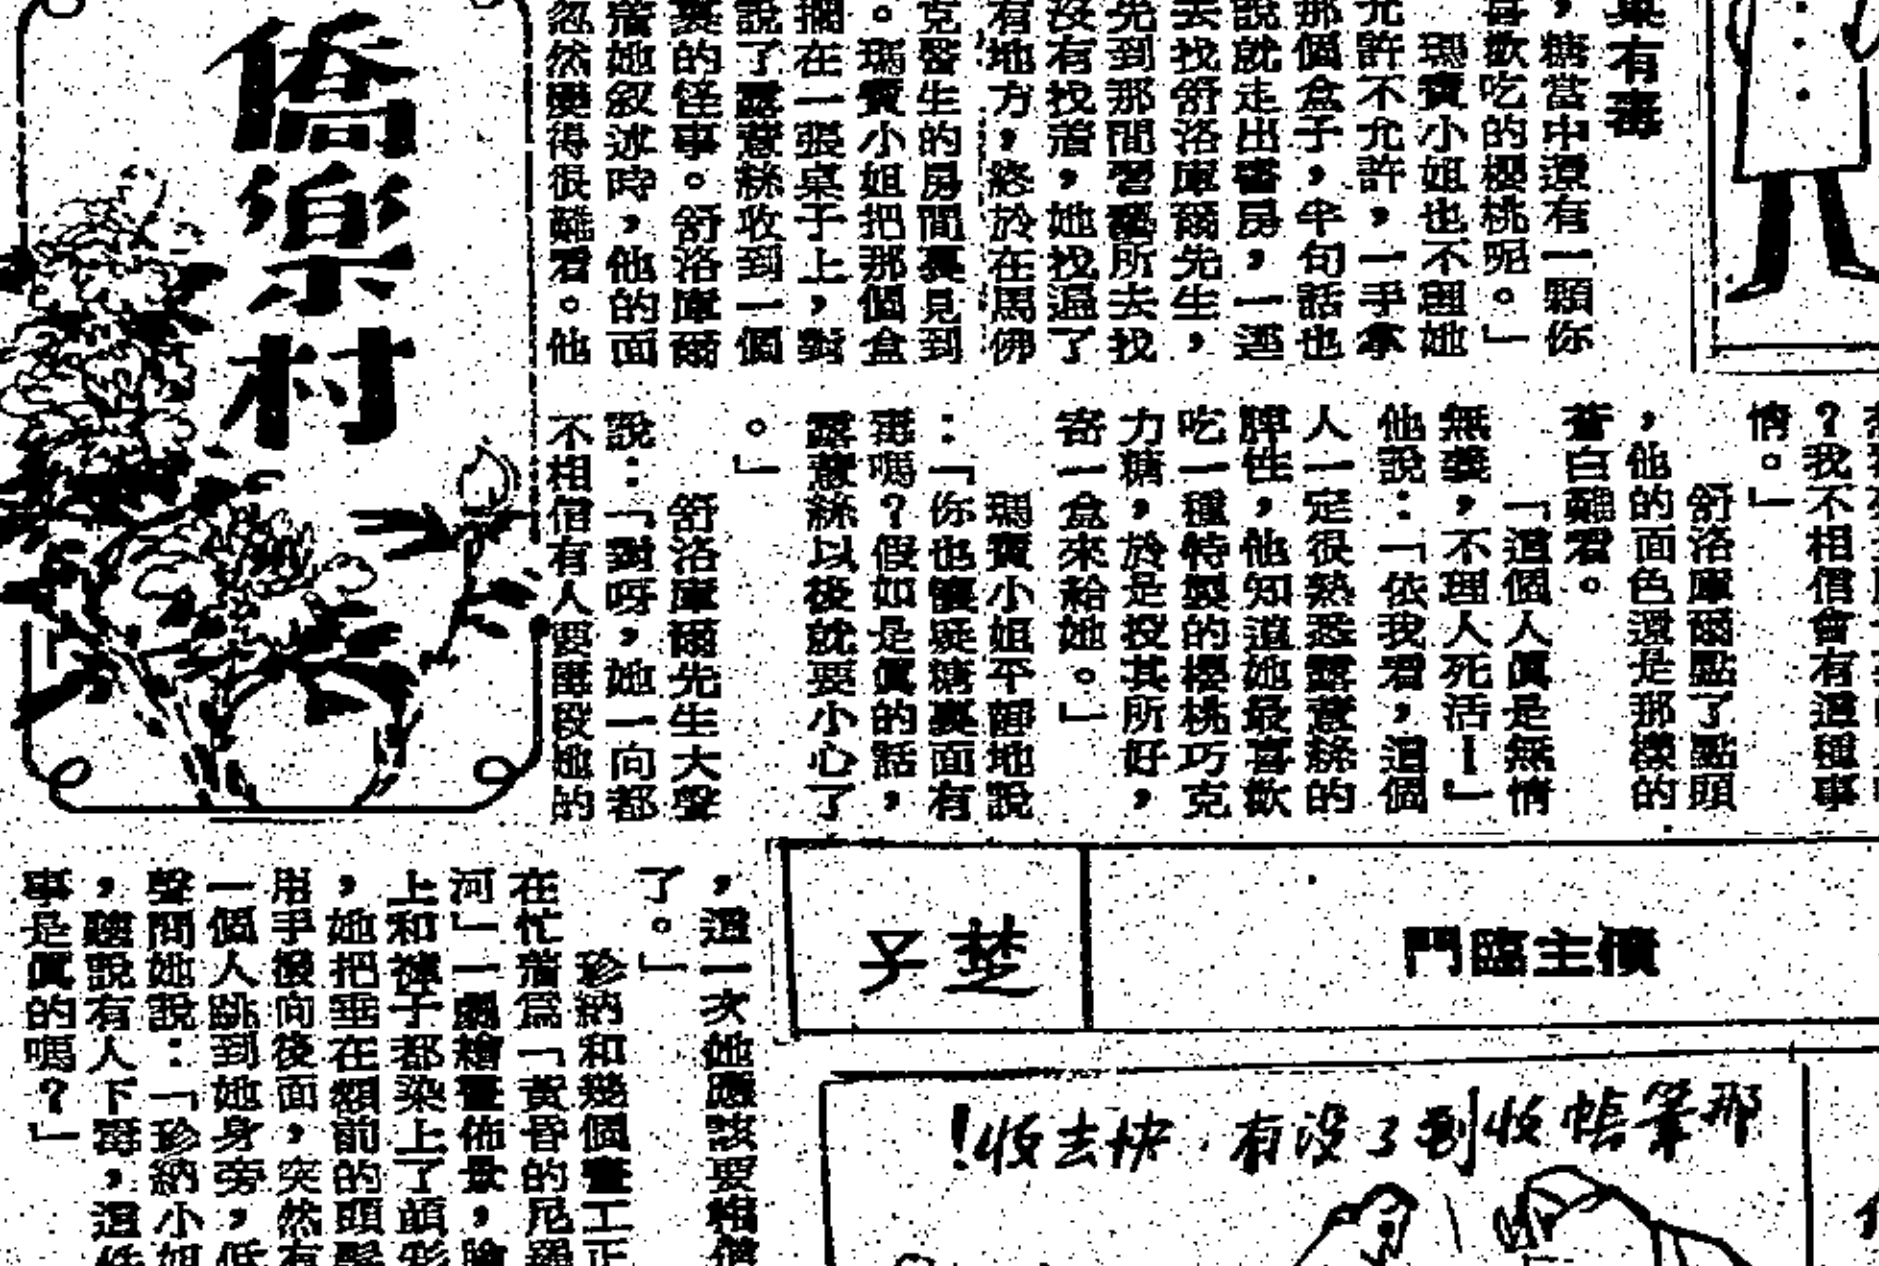 果有毒
，糖當中還有一顆你
喜歡吃的櫻桃呢。」
瑪寶小姐也不理她
允許不允許，一手拿
那個盒子，半句話也
說就走出書房，一逕
去找舒洛庫爾先生，
先到那間習藝所去找
沒有找着，她找遍了
有地方，終於在馬佛
克醫生的房間裏見到
。瑪寶小姐把那個盒
擱在一張桌子上，對
說了露薏絲收到一個
裹的怪事。舒洛庫爾
着她叙述時，他的面
忽然變得很難看。他
僑樂村
？我不相信會有這種事
情。」
舒洛庫爾點了點頭
，他的面色還是那樣的
蒼白難看。
「這個人眞是無情
無義，不理人死活！」
他說：「依我看，這個
人一定很熟悉露薏絲的
脾性，他知道她最喜歡
吃一種特製的櫻桃巧克
力糖，於是投其所好，
寄一盒來給她。」
瑪寶小姐平靜地說
：「你也懷疑糖裏面有
毒嗎？假如是眞的話，
露薏絲以後就要小心了
。」
舒洛庫爾先生大聲
說：「對呀，她一向都
不相信有人要害段她的
，這一次她應該要相信
了。」
珍納和幾個畫工正
在忙着爲「黃昏的尼羅
河」一劇繪畫佈景，臉
上和褲子都染上了顏彩
，她把垂在額前的頭髮
用手撥向後面，突然有
一個人跳到她身旁，低
聲問她說：「珍納小姐
，聽說有人下毒，這件
事是眞的嗎？」
門臨主債
子楚
！收去快．有没了到收帳筆那